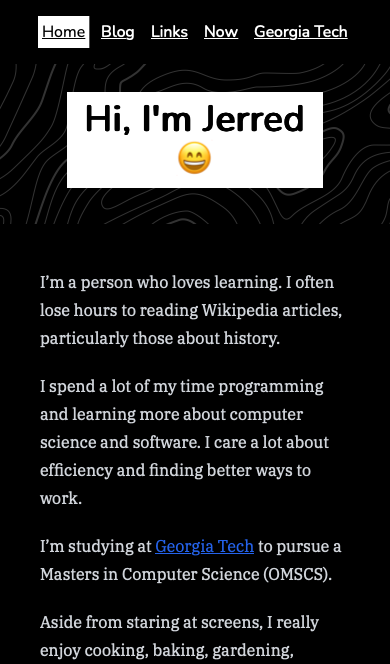 Home Blog Links Now Georgia Tech
Hi, I'm Jerred
😄
I’m a person who loves learning. I often
lose hours to reading Wikipedia articles,
particularly those about history.
I spend a lot of my time programming
and learning more about computer
science and software. I care a lot about
efficiency and finding better ways to
work.
I’m studying at Georgia Tech to pursue a
Masters in Computer Science (OMSCS).
Aside from staring at screens, I really
enjoy cooking, baking, gardening,